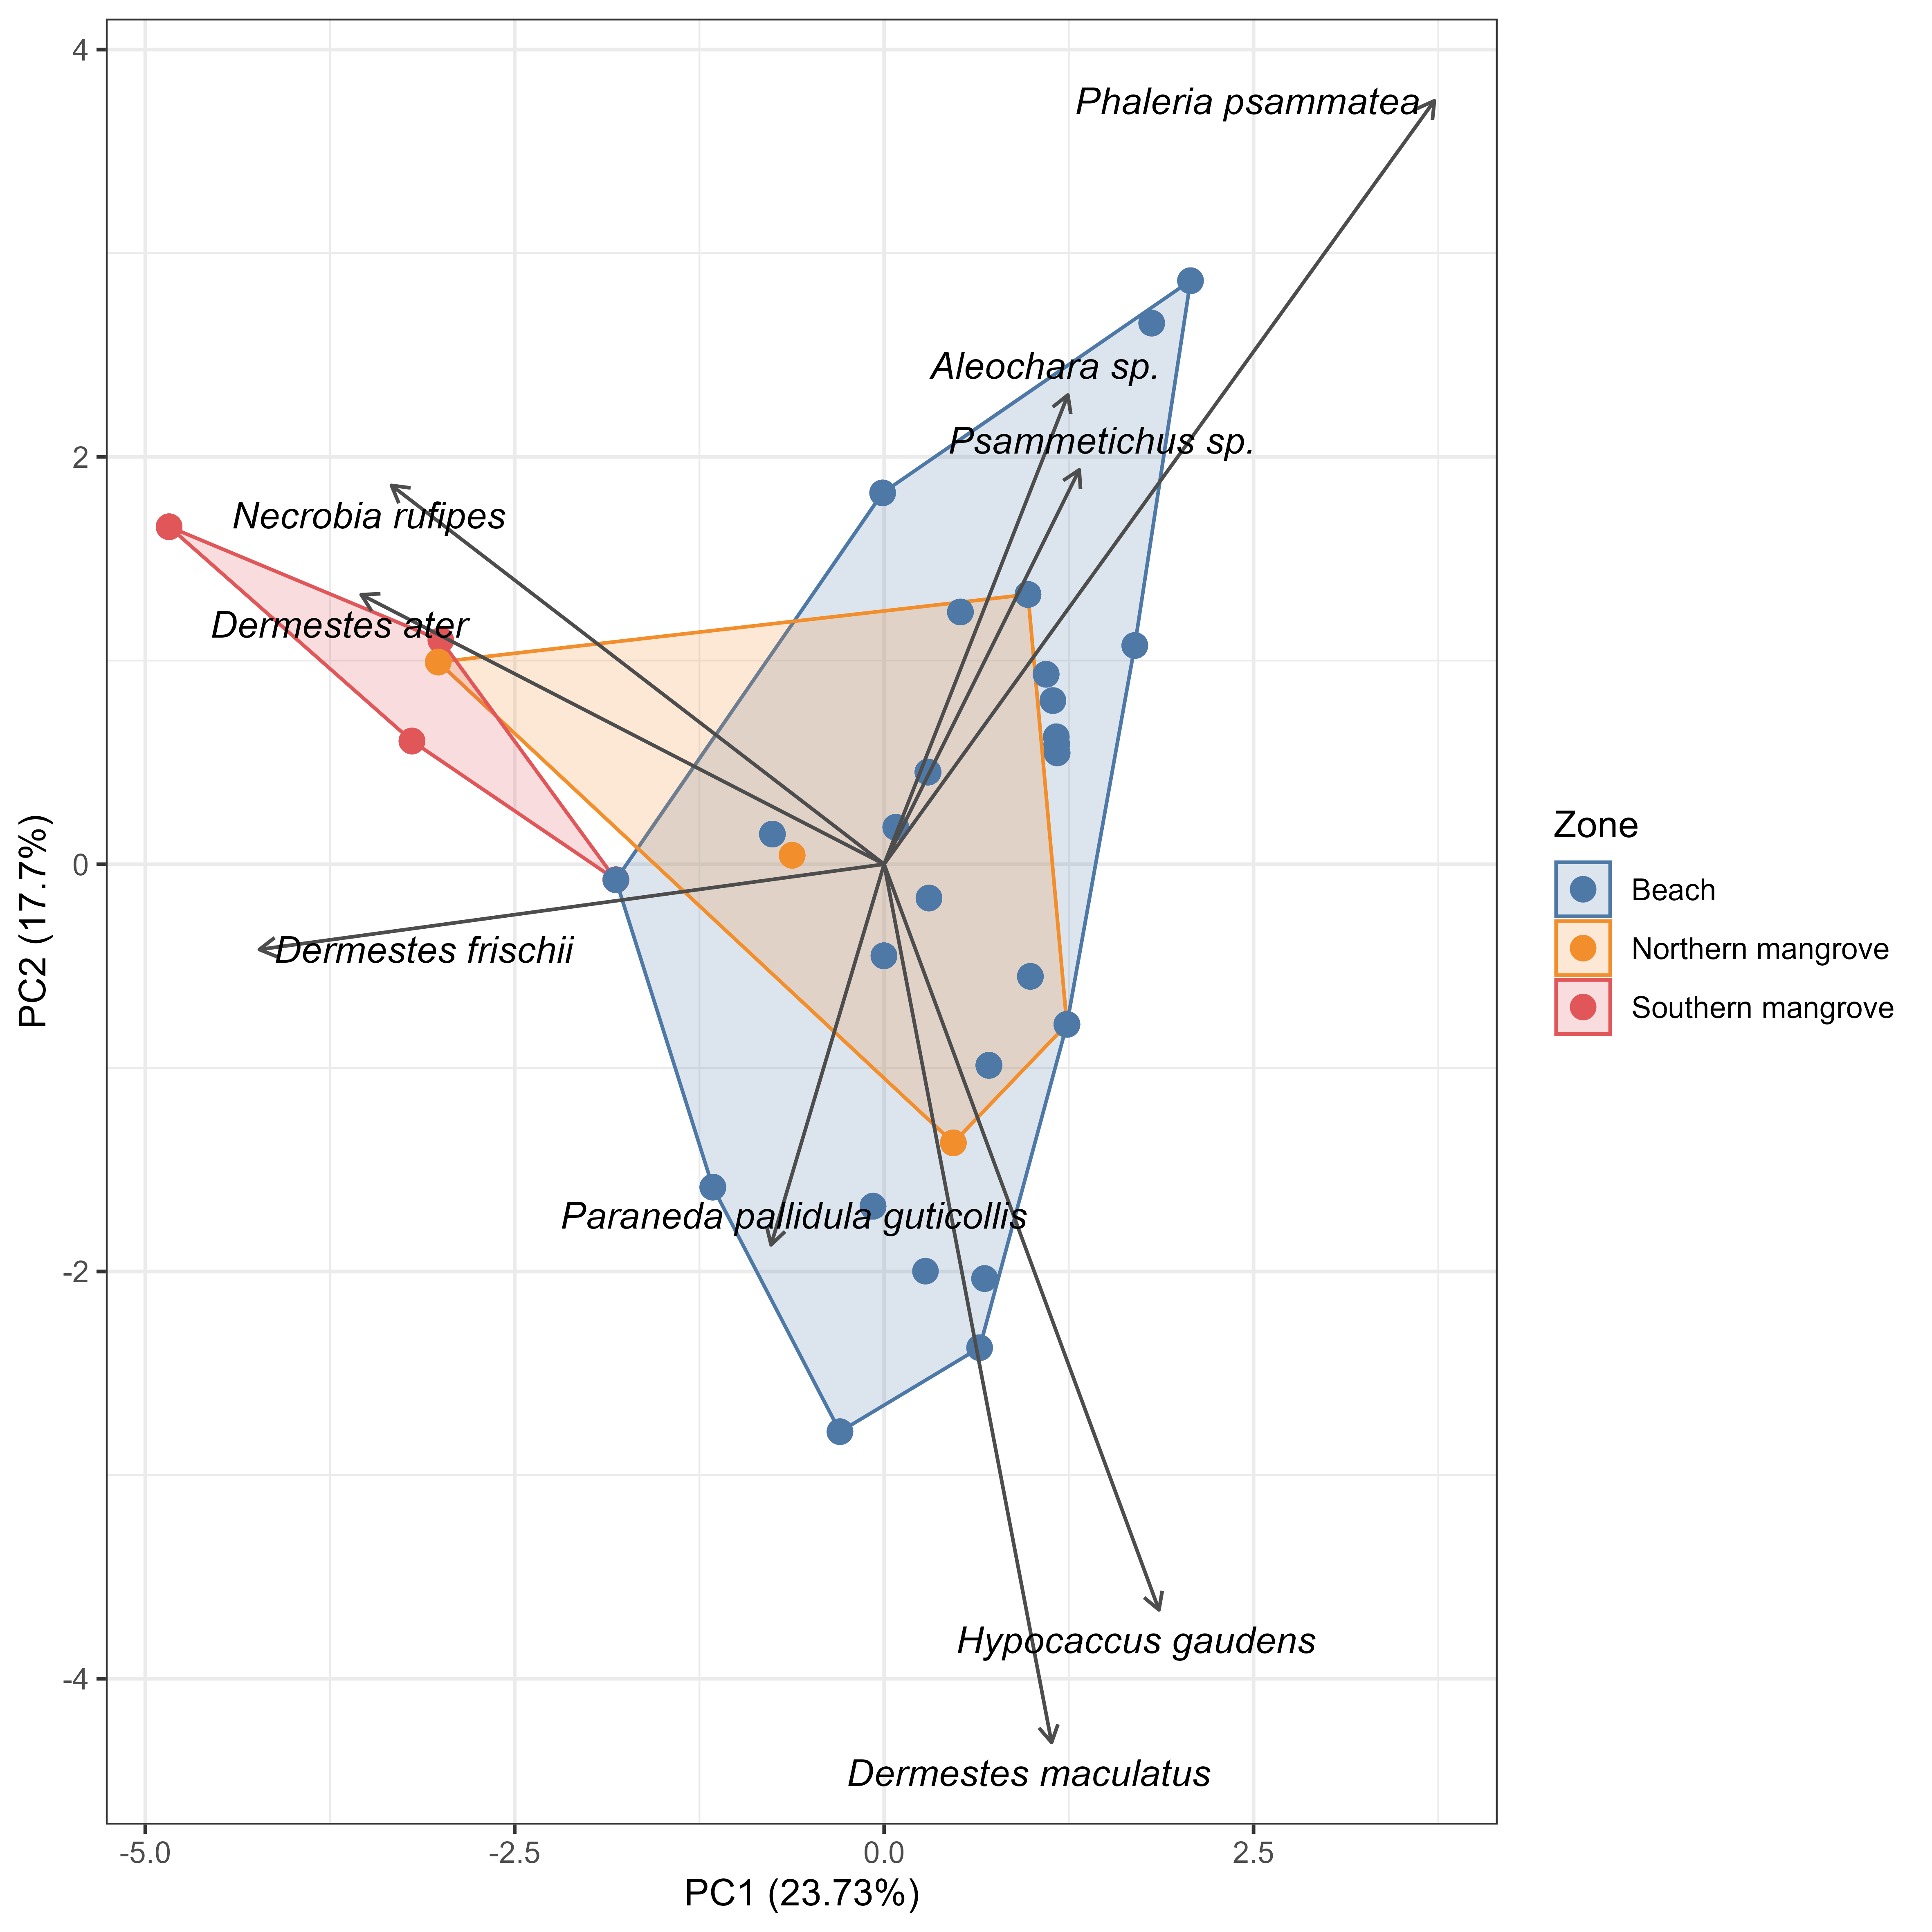 4
Phaleria psammatea
Aleochara sp.
Psammetichus sp.
2
Necrobia rufipes
Dermestes ater
0
Dermestes frischii
Paraneda pallidula guticollis
-2
Hypocaccus gaudens
-4
Dermestes maculatus
-5.0
-2.5
0.0
2.5
PC1 (23.73%)
PC2 (17.7%)
Zone
Beach
Northern mangrove
Southern mangrove